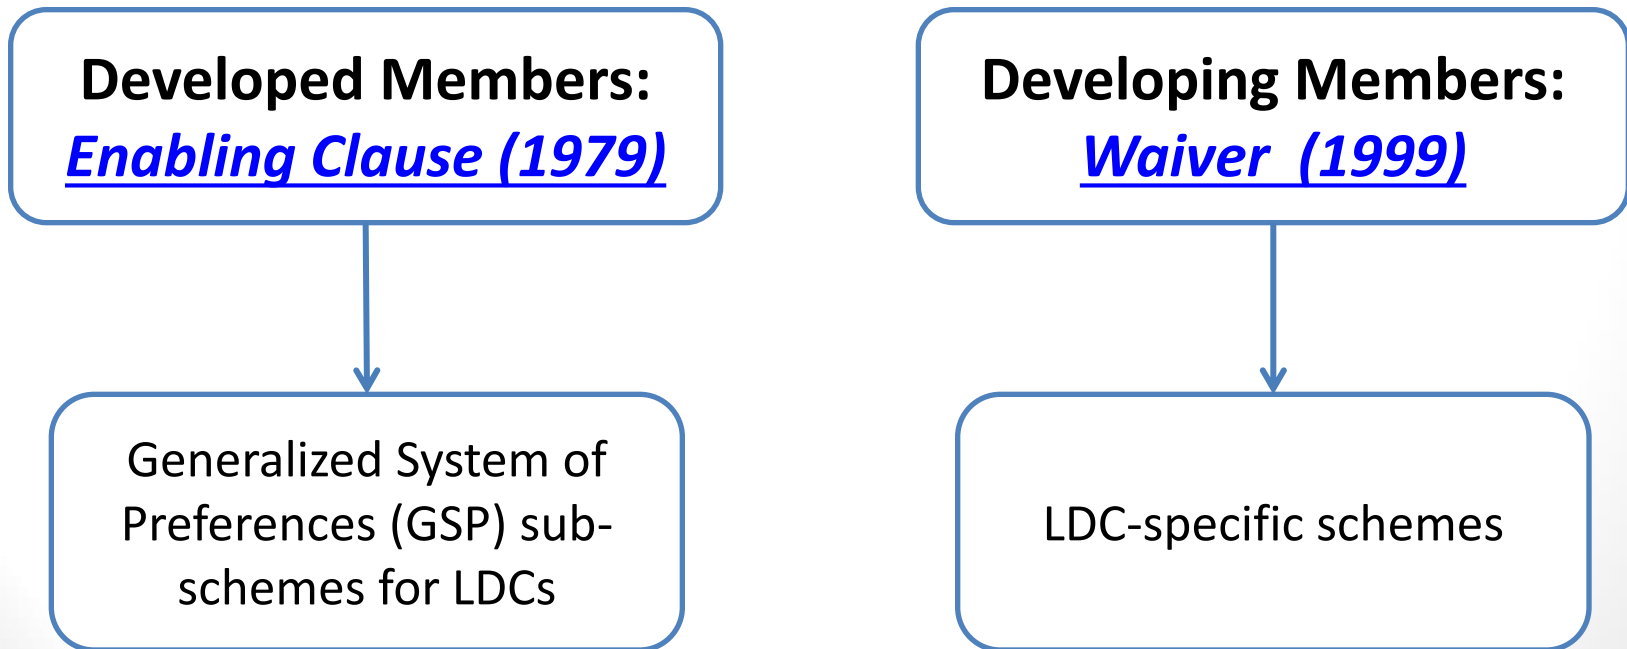 Developed Members:
Enabling Clause (1979)
Developing Members:
Waiver  (1999)
Generalized System of
Preferences (GSP) sub-
schemes for LDCs
LDC-specific schemes